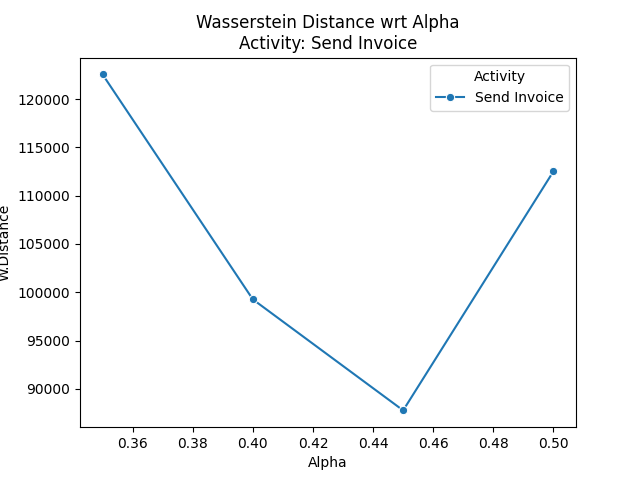 Wasserstein Distance wrt Alpha
Activity: Send Invoice
Activity
Send Invoice
W.Distance
120000
115000
110000
105000
100000
95000
90000
0.36 0.38 0.40 0.42 0.44 0.46 0.48 0.50
Alpha